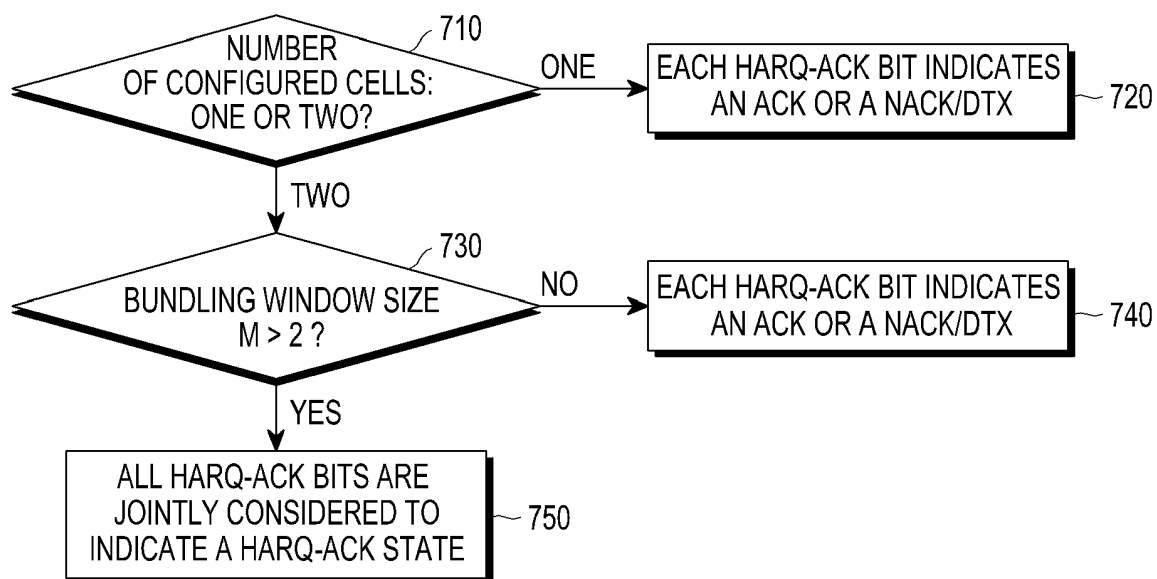 710
NUMBER
OF CONFIGURED CELLS:
ONE OR TWO?
ONE
EACH HARQ-ACK BIT INDICATES
AN ACK OR A NACK/DTX
720
TWO
730
BUNDLING WINDOW SIZE
M > 2 ?
NO
EACH HARQ-ACK BIT INDICATES
AN ACK OR A NACK/DTX
740
YES
ALL HARQ-ACK BITS ARE
JOINTLY CONSIDERED TO
INDICATE A HARQ-ACK STATE
750